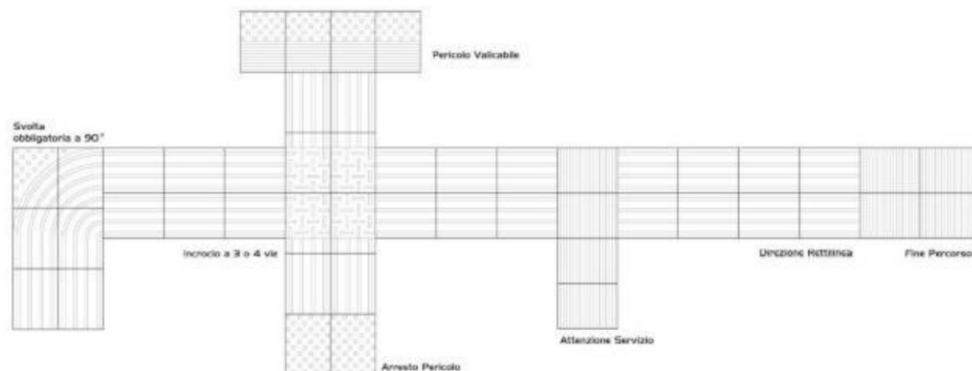 Pericolo Valicabile
Svolta
obbligatoria a 90°
Incrocio a 3 o 4 vie
Direzione Rettilinea
Fine Percorso
Attenzione Servizio
Arresto Pericolo